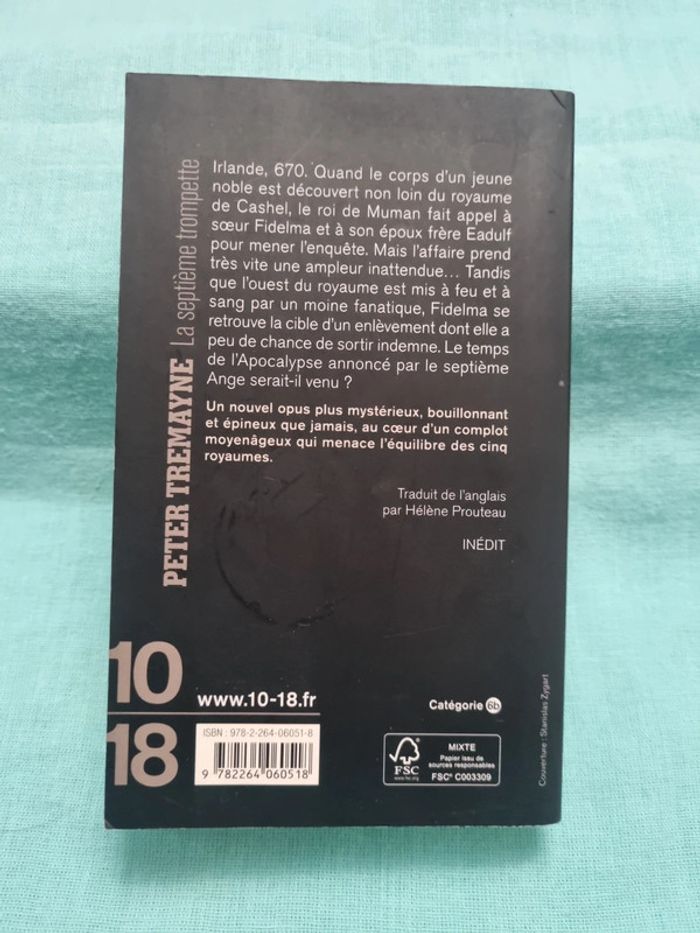 Irlande, 670. Quand le corps d'un jeune
noble est découvert non loin du royaume
de Cashel, le roi de Muman fait appel à
sœur Fidelma et à son époux frère Eadulf
pour mener l'enquête. Mais l'affaire prend
très vite une ampleur inattendue... Tandis
que l'ouest du royaume est mis à feu et à
sang par un moine fanatique, Fidelma se
retrouve la cible d'un enlèvement dont elle a
peu de chance de sortir indemne. Le temps
de l'Apocalypse annoncé par le septième
Ange serait-il venu ?
Un nouvel opus plus mystérieux, bouillonnant
et épineux que jamais, au cœur d'un complot
moyenâgeux qui menace l'équilibre des cinq
royaumes.
Traduit de l'anglais
par Hélène Prouteau
INÉDIT
PETER TREMAYNE La septième trompette
10
18
www.10-18.fr
Catégorie 6b
ISBN : 978-2-264-06051-8
9 782264 060518
FSC
www.fsc.org
MIXTE
Papier issu de
sources responsables
FSC® C003309
Couverture : Stanislas Zygart